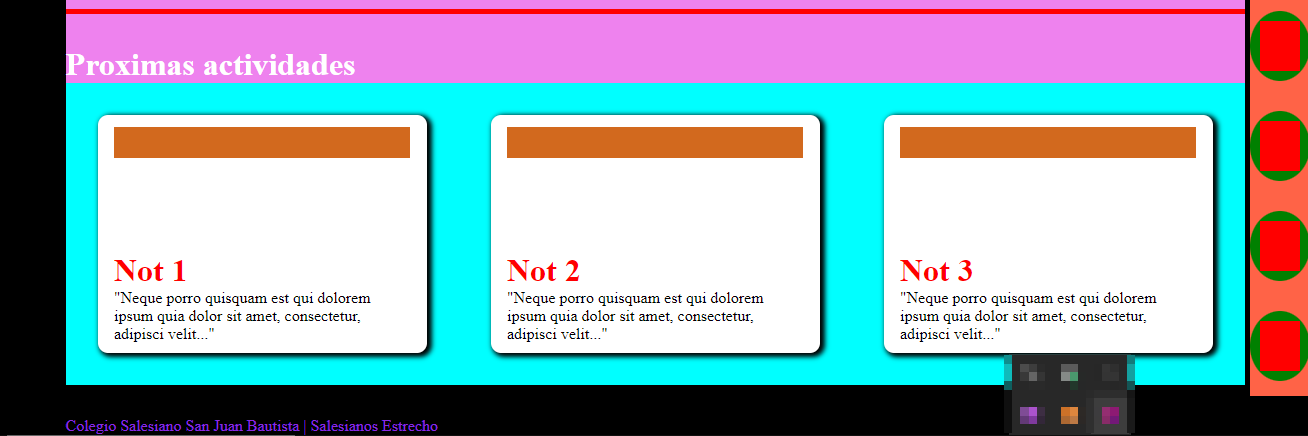 Proximas actividades
Not 1
"Neque porro quisquam est qui dolorem
ipsum quia dolor sit amet, consectetur,
adipisci velit..."
Not 2
"Neque porro quisquam est qui dolorem
ipsum quia dolor sit amet, consectetur,
adipisci velit..."
Not 3
"Neque porro quisquam est qui dolorem
ipsum quia dolor sit amet, consectetur,
adipisci velit..."
Colegio Salesiano San Juan Bautista | Salesianos Estrecho